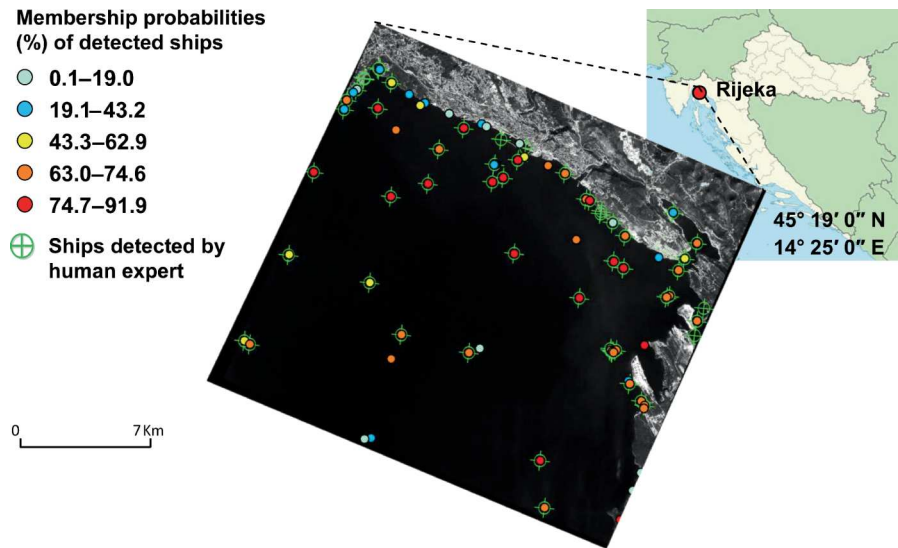 Membership probabilities
(%) of detected ships
0.1–19.0
19.1–43.2
43.3–62.9
63.0–74.6
74.7–91.9
Ships detected by
human expert
Rijeka
45° 19′ 0″ N
14° 25′ 0″ E
0 7 Km